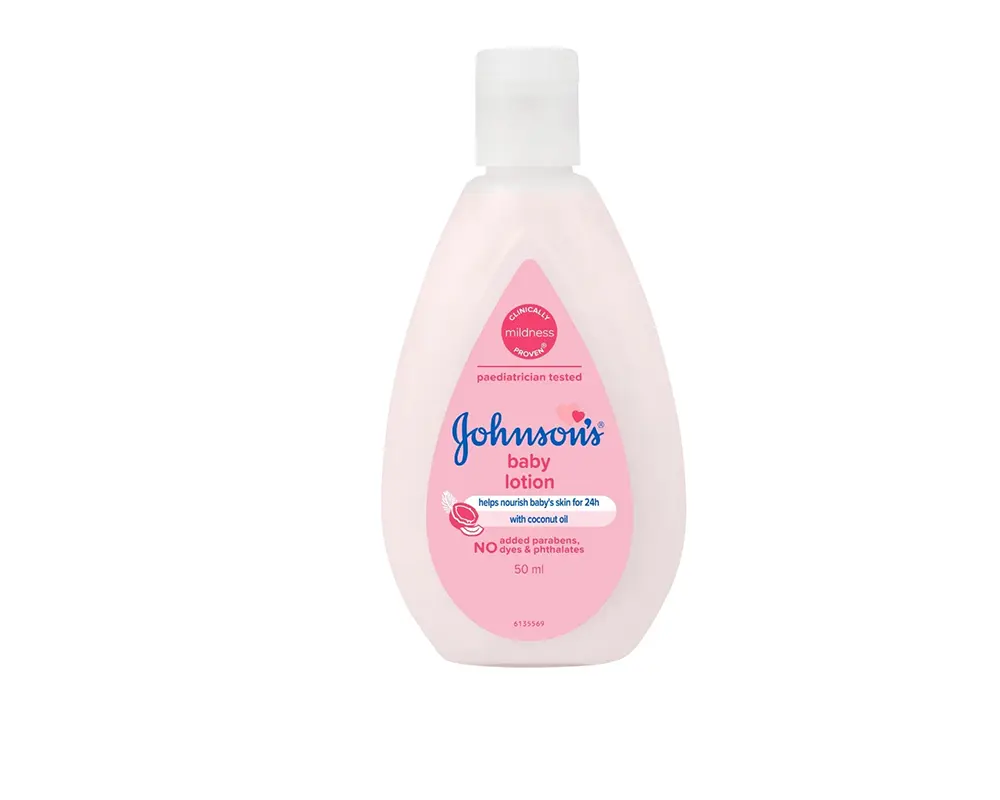 CLINICALLY
mildness
PROVEN®
paediatrician tested
Johnson's®
baby
lotion
helps nourish baby's skin for 24h
with coconut oil
NO added parabens,
dyes & phthalates
50 ml
6135569